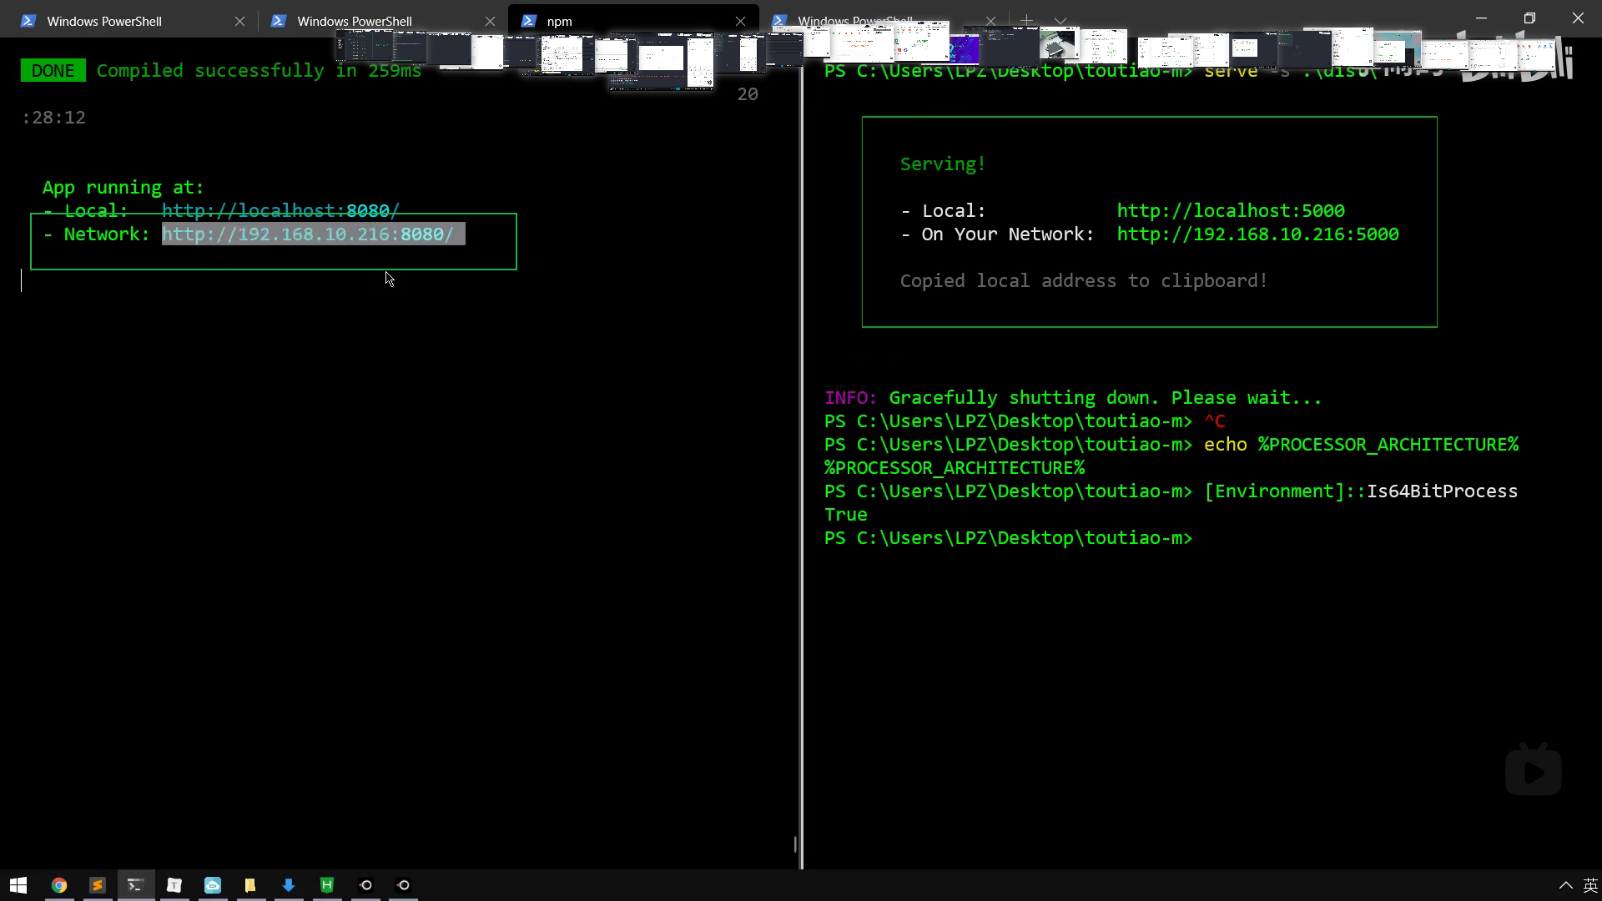 Windows PowerShell
Windows PowerShell
npm
Windows PowerShell
DONE Compiled successfully in 259ms
20
:28:12
App running at:
- Local: http://localhost:8080/
- Network: http://192.168.10.216:8080/
PS C:\Users\LPZ\Desktop\toutiao-m> serve -s .\dist\
Serving!
- Local: http://localhost:5000
- On Your Network: http://192.168.10.216:5000
Copied local address to clipboard!
INFO: Gracefully shutting down. Please wait...
PS C:\Users\LPZ\Desktop\toutiao-m> ^C
PS C:\Users\LPZ\Desktop\toutiao-m> echo %PROCESSOR_ARCHITECTURE%
%PROCESSOR_ARCHITECTURE%
PS C:\Users\LPZ\Desktop\toutiao-m> [Environment]::Is64BitProcess
True
PS C:\Users\LPZ\Desktop\toutiao-m>
英